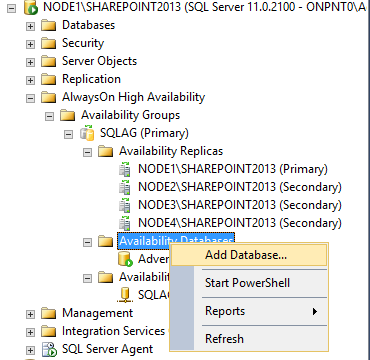 NODE1\SHAREPOINT2013 (SQL Server 11.0.2100 - ONPNT0\A
Databases
Security
Server Objects
Replication
AlwaysOn High Availability
Availability Groups
SQLAG (Primary)
Availability Replicas
NODE1\SHAREPOINT2013 (Primary)
NODE2\SHAREPOINT2013 (Secondary)
NODE3\SHAREPOINT2013 (Secondary)
NODE4\SHAREPOINT2013 (Secondary)
Availability Databases
Adver
Availabili
SQLAG
Management
Integration Services
SQL Server Agent
Add Database...
Start PowerShell
Reports
Refresh